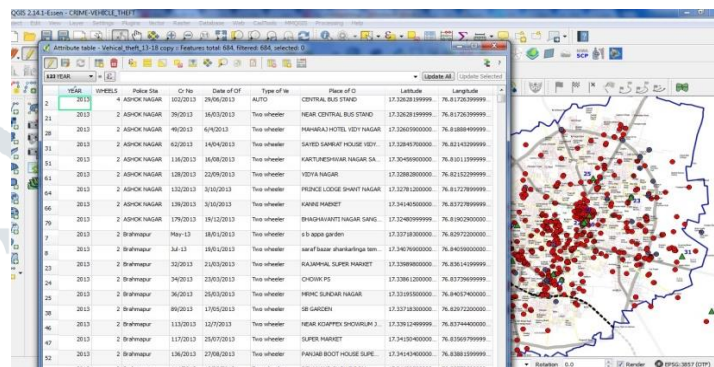 QGIS 2.14.1-Essen - CRIME-VEHICLE_THEFT
Attribute table - Vehical_theft_13-18 copy :: Features total: 684, filtered: 684, selected: 0
123 YEAR = ε Update All Update Selected
YEAR WHEELS Police Sta Cr No Date of Of Type of Ve Place of O Latitude Langitude
2 2013 4 ASHOK NAGAR 102/2013 29/06/2013 AUTO CENTRAL BUS STAND 17.32628199999... 76.81726399999...
21 2013 2 ASHOK NAGAR 39/2013 16/03/2013 Two wheeler NEAR CENTRAL BUS STAND 17.32628199999... 76.81726399999...
28 2013 2 ASHOK NAGAR 49/2013 6/4/2013 Two wheeler MAHARAJ HOTEL VIDY NAGAR 17.32605900000... 76.81888499999...
31 2013 2 ASHOK NAGAR 62/2013 14/04/2013 Two wheeler SAYED SAMRAT HOUSE VIDY... 17.32845700000... 76.82143299999...
51 2013 2 ASHOK NAGAR 116/2013 16/08/2013 Two wheeler KARTUNESHWAR NAGAR SA... 17.30456900000... 76.81011399999...
61 2013 2 ASHOK NAGAR 128/2013 22/09/2013 Two wheeler VIDYA NAGAR 17.32882800000... 76.82152299999...
64 2013 2 ASHOK NAGAR 132/2013 3/10/2013 Two wheeler PRINCE LODGE SHANT NAGAR 17.32781200000... 76.81727899999...
66 2013 2 ASHOK NAGAR 139/2013 3/10/2013 Two wheeler KANNI MAEKET 17.34140500000... 76.83727899999...
79 2013 2 ASHOK NAGAR 179/2013 19/12/2013 Two wheeler BHAGHAVANTI NAGAR SANG... 17.32480999999... 76.81902900000...
7 2013 2 Brahmapur May-13 18/01/2013 Two wheeler s b appa garden 17.33718300000... 76.82972200000...
8 2013 2 Brahmapur Jul-13 19/01/2013 Two wheeler saraf bazar shankarlinga tem... 17.34076900000... 76.84039000000...
17 2013 2 Brahmapur 32/2013 21/03/2013 Two wheeler RAJAMHAL SUPER MARKET 17.33989800000... 76.83614199999...
24 2013 2 Brahmapur 34/2013 23/03/2013 Two wheeler CHOWK PS 17.33861200000... 76.83739699999...
25 2013 2 Brahmapur 36/2013 25/03/2013 Two wheeler MRMC SUNDAR NAGAR 17.33195500000... 76.84057400000...
38 2013 2 Brahmapur 89/2013 17/05/2013 Two wheeler SB GARDEN 17.33718300000... 76.82972200000...
46 2013 2 Brahmapur 113/2013 12/7/2013 Two wheeler NEAR KOAPFEX SHOWRUM J... 17.33912499999... 76.83744400000...
47 2013 2 Brahmapur 117/2013 25/07/2013 Two wheeler SUPER MARKET 17.34150400000... 76.83569799999...
52 2013 2 Brahmapur 136/2013 27/08/2013 Two wheeler PANJAB BOOT HOUSE SUPE... 17.34143400000... 76.83881599999...
SCP
25
23
31
Rotation 0.0 Render EPSG:3857 (OTF)